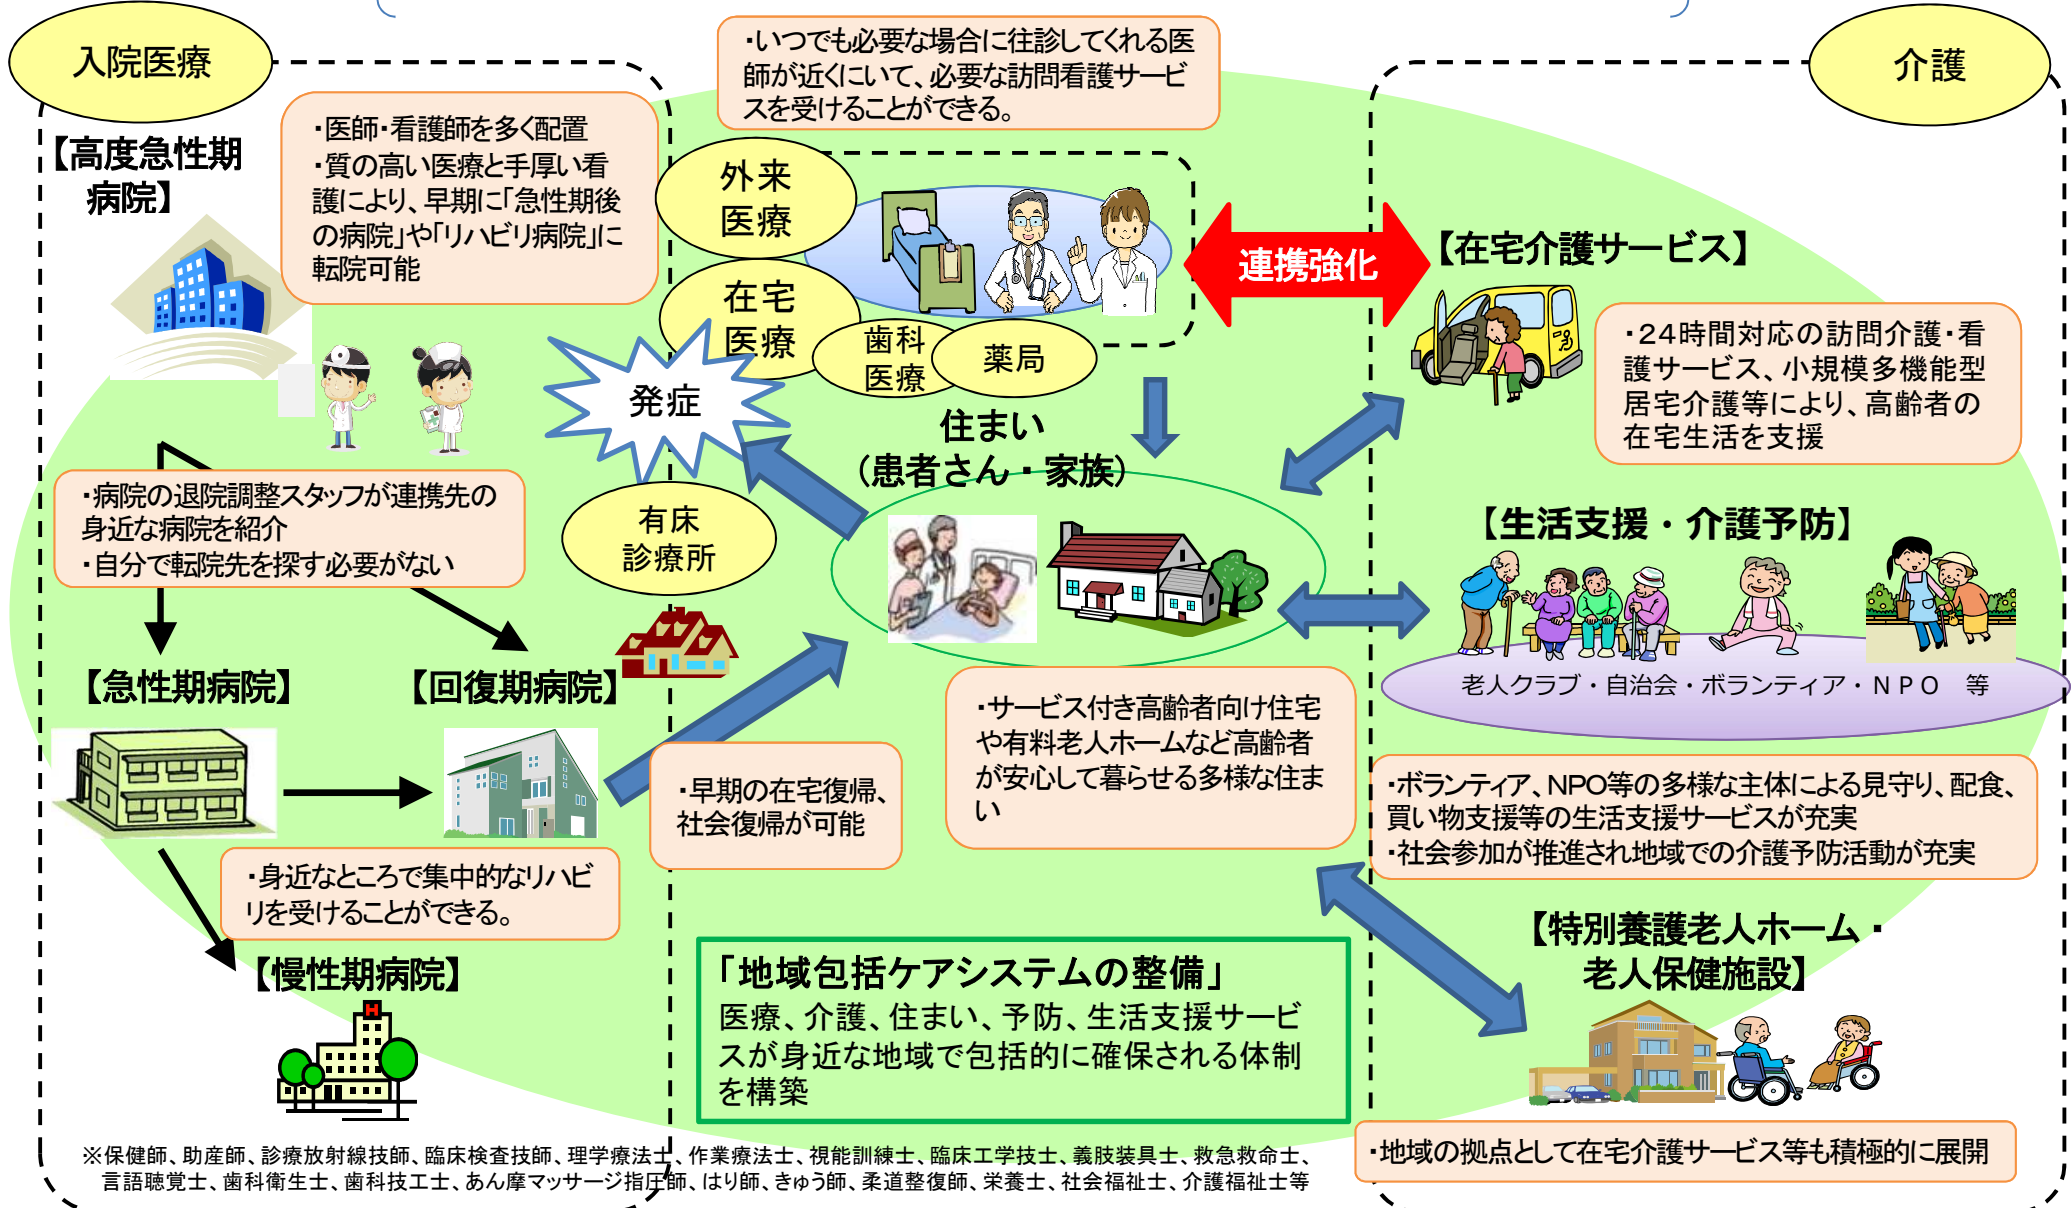 入院医療
介護
・いつでも必要な場合に往診してくれる医
師が近くにいて、必要な訪問看護サービ
スを受けることができる。
【高度急性期
病院】
・医師・看護師を多く配置
・質の高い医療と手厚い看
護により、早期に「急性期後
の病院」や「リハビリ病院」に
転院可能
外来
医療
在宅
医療
歯科
医療
薬局
連携強化
【在宅介護サービス】
・２４時間対応の訪問介護・看
護サービス、小規模多機能型
居宅介護等により、高齢者の
在宅生活を支援
発症
住まい
（患者さん・家族）
・病院の退院調整スタッフが連携先の
身近な病院を紹介
・自分で転院先を探す必要がない
有床
診療所
【生活支援・介護予防】
老人クラブ・自治会・ボランティア・ＮＰＯ　等
【急性期病院】
【回復期病院】
・早期の在宅復帰、
社会復帰が可能
・サービス付き高齢者向け住宅
や有料老人ホームなど高齢者
が安心して暮らせる多様な住ま
い
・ボランティア、NPO等の多様な主体による見守り、配食、
買い物支援等の生活支援サービスが充実
・社会参加が推進され地域での介護予防活動が充実
・身近なところで集中的なリハビ
リを受けることができる。
【慢性期病院】
H
「地域包括ケアシステムの整備」
医療、介護、住まい、予防、生活支援サービ
スが身近な地域で包括的に確保される体制
を構築
【特別養護老人ホーム・
老人保健施設】
・地域の拠点として在宅介護サービス等も積極的に展開
※保健師、助産師、診療放射線技師、臨床検査技師、理学療法士、作業療法士、視能訓練士、臨床工学技士、義肢装具士、救急救命士、
言語聴覚士、歯科衛生士、歯科技工士、あん摩マッサージ指圧師、はり師、きゅう師、柔道整復師、栄養士、社会福祉士、介護福祉士等